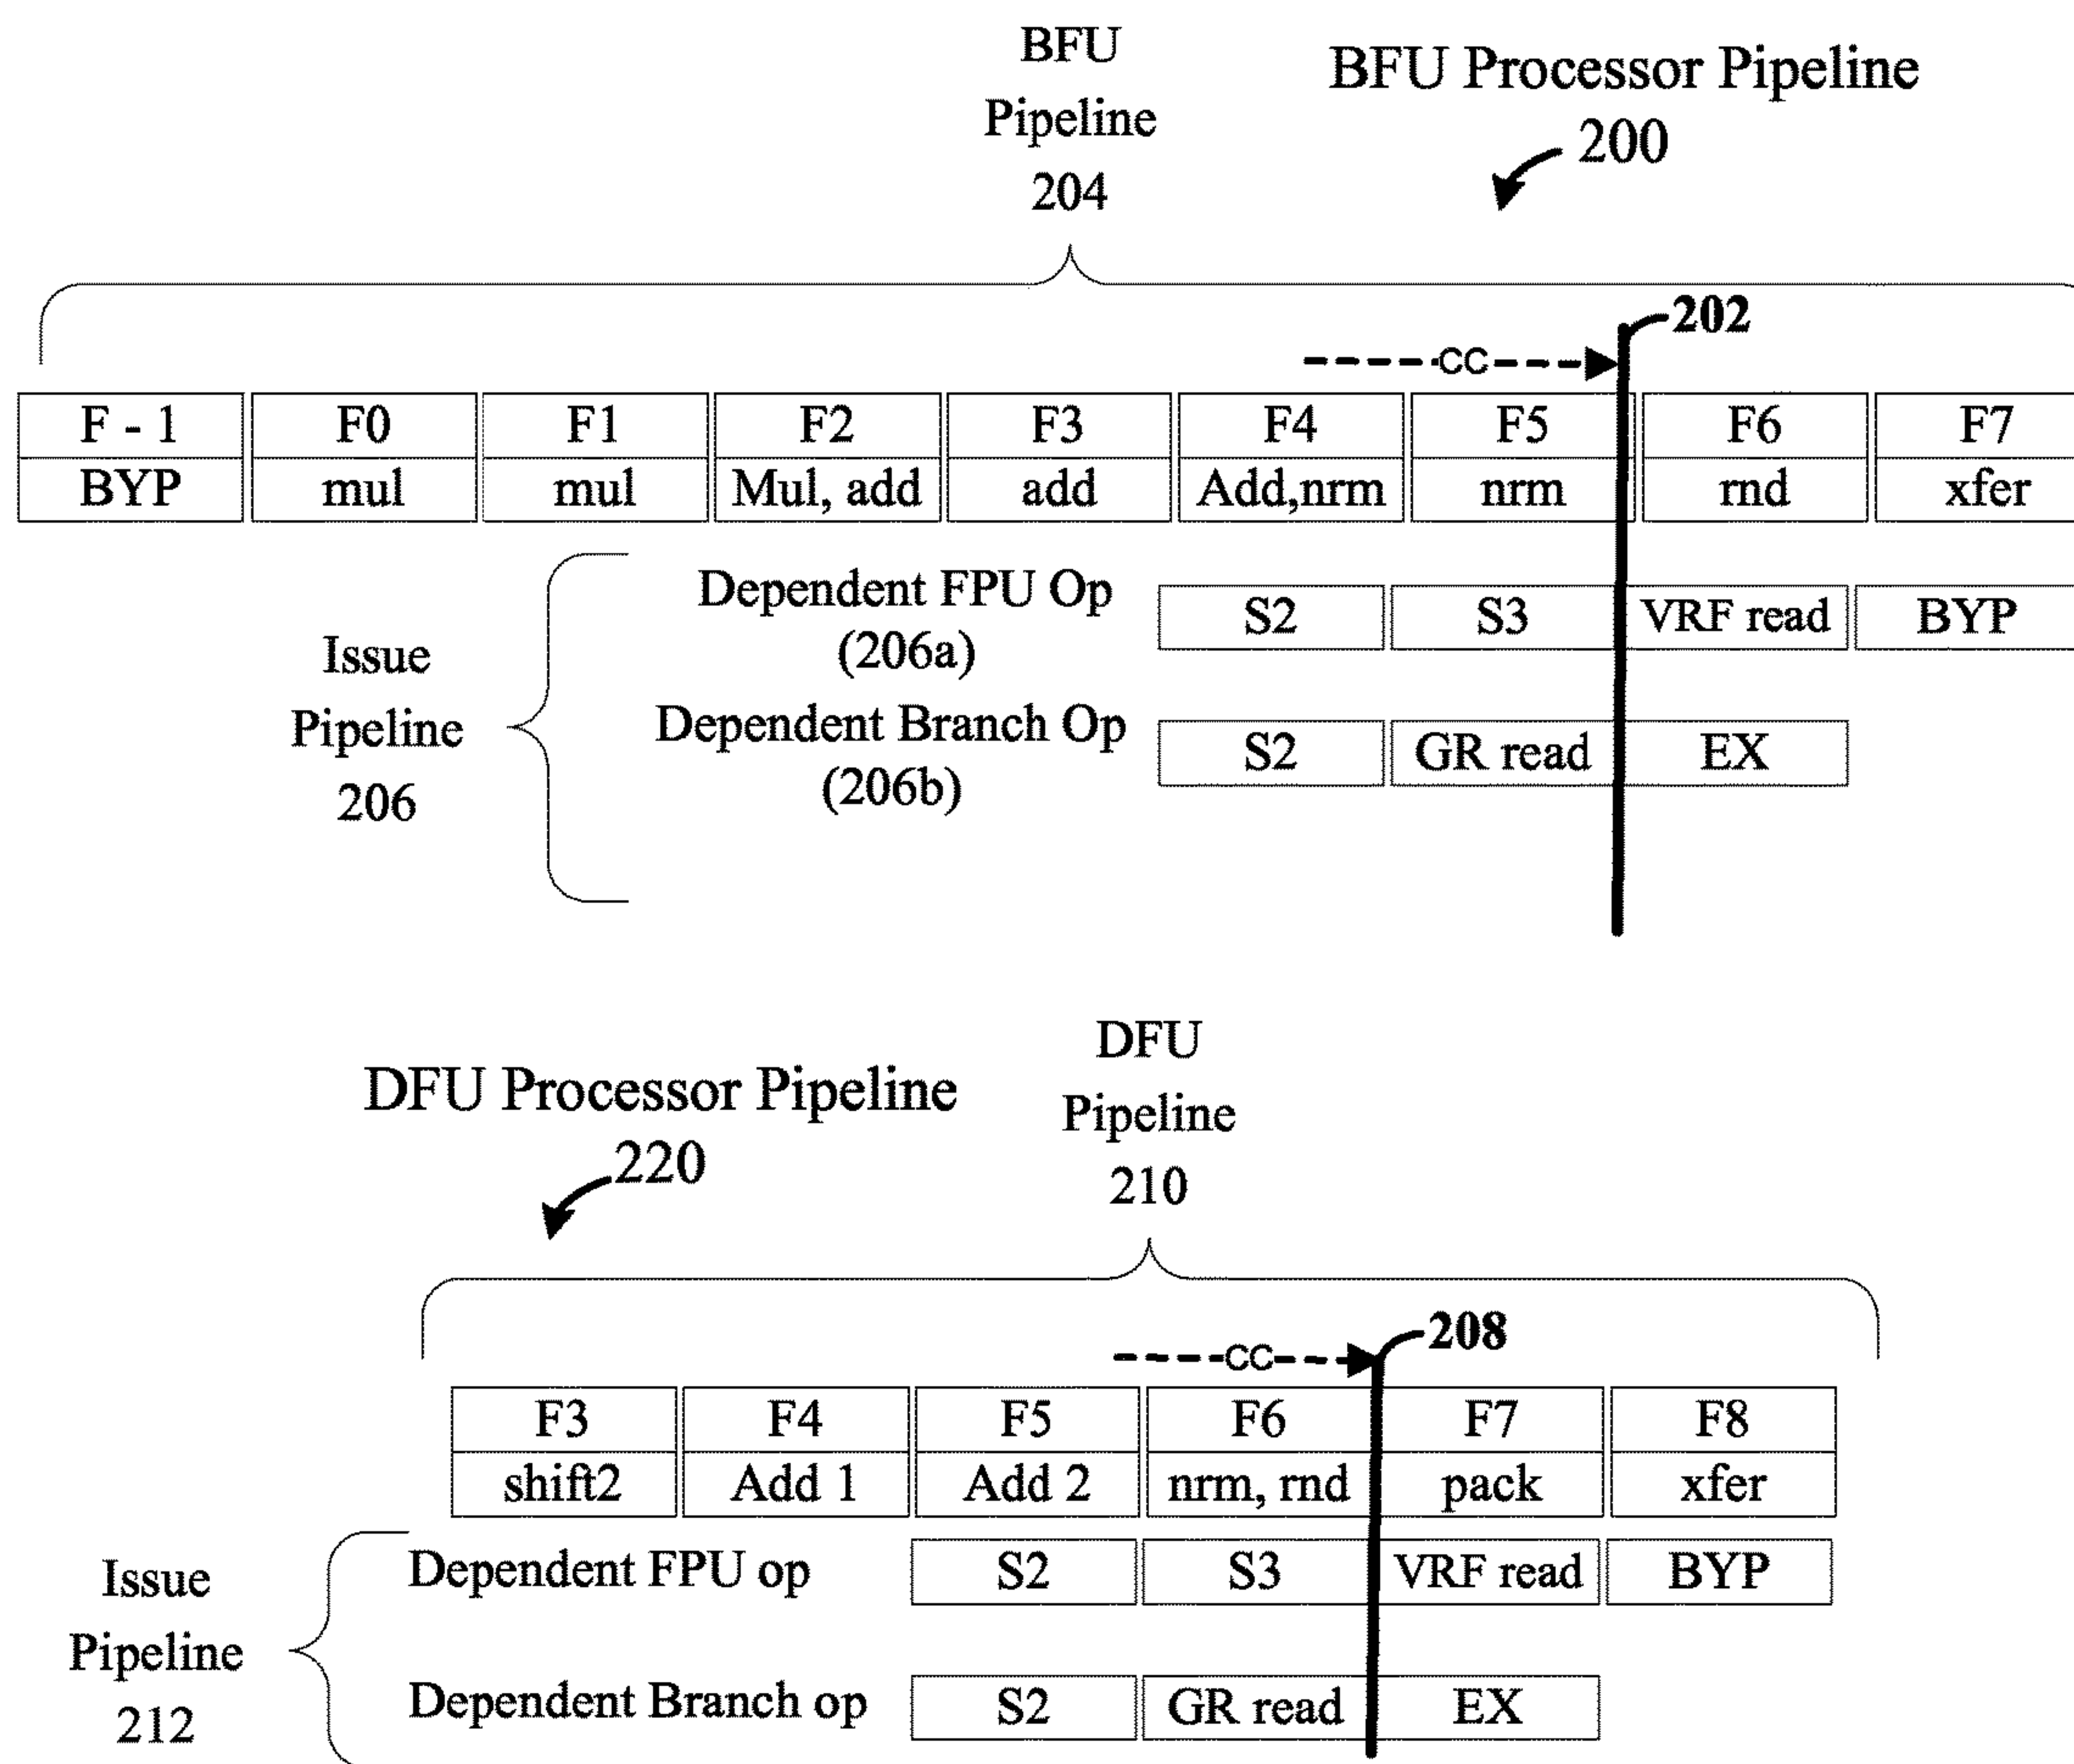 BFU
Pipeline
204
BFU Processor Pipeline
200
202
CC
F - 1 F0 F1 F2 F3 F4 F5 F6 F7
BYP mul mul Mul, add add Add,nrm nrm rnd xfer
Issue
Pipeline
206
Dependent FPU Op
(206a)
S2 S3 VRF read BYP
Dependent Branch Op
(206b)
S2 GR read EX
DFU Processor Pipeline
220
DFU
Pipeline
210
208
CC
F3 F4 F5 F6 F7 F8
shift2 Add 1 Add 2 nrm, rnd pack xfer
Issue
Pipeline
212
Dependent FPU op S2 S3 VRF read BYP
Dependent Branch op S2 GR read EX